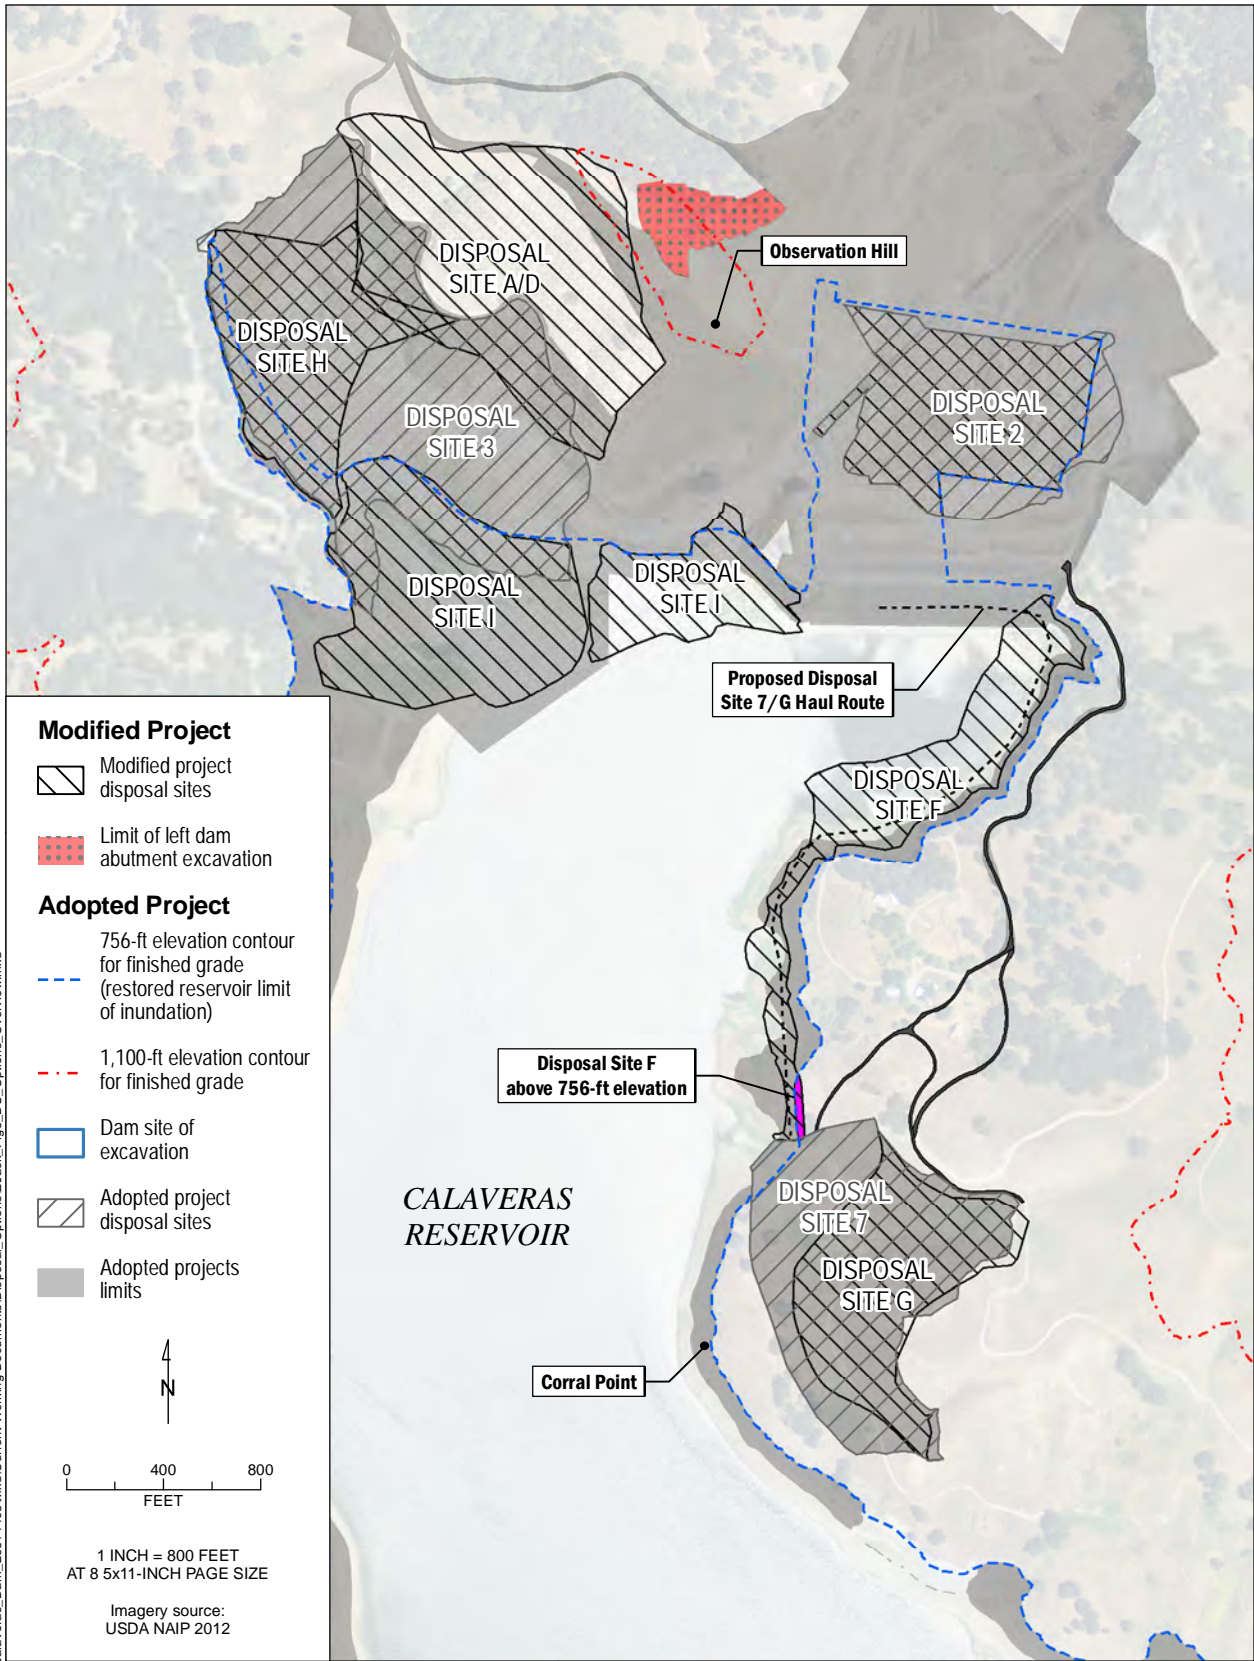 DISPOSAL
SITE A/D
Observation Hill
DISPOSAL
SITE H
DISPOSAL
SITE 3
DISPOSAL
SITE 2
DISPOSAL
SITE I
DISPOSAL
SITE I
Proposed Disposal
Site 7/G Haul Route
DISPOSAL
SITE F
Disposal Site F
above 756-ft elevation
CALAVERAS
RESERVOIR
DISPOSAL
SITE 7
DISPOSAL
SITE G
Corral Point
Modified Project
Modified project
disposal sites
Limit of left dam
abutment excavation
Adopted Project
756-ft elevation contour
for finished grade
(restored reservoir limit
of inundation)
1,100-ft elevation contour
for finished grade
Dam site of
excavation
Adopted project
disposal sites
Adopted projects
limits
N
0 400 800
FEET
1 INCH = 800 FEET
AT 8 5x11-INCH PAGE SIZE
Imagery source:
USDA NAIP 2012